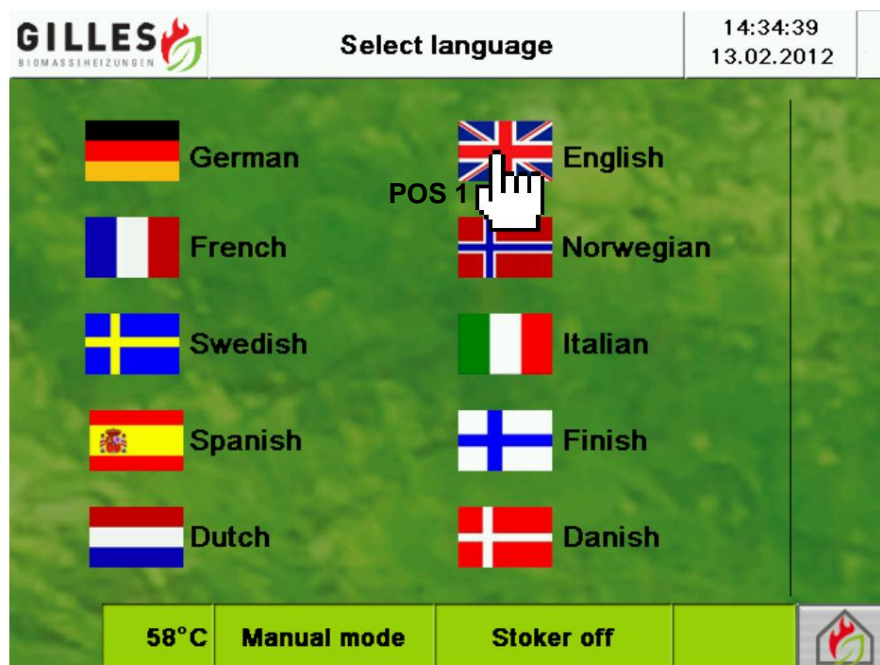 GILLES
BIOMASSEHEIZUNGEN
Select language
14:34:39
13.02.2012
German
English
POS 1
French
Norwegian
Swedish
Italian
Spanish
Finish
Dutch
Danish
58°C
Manual mode
Stoker off